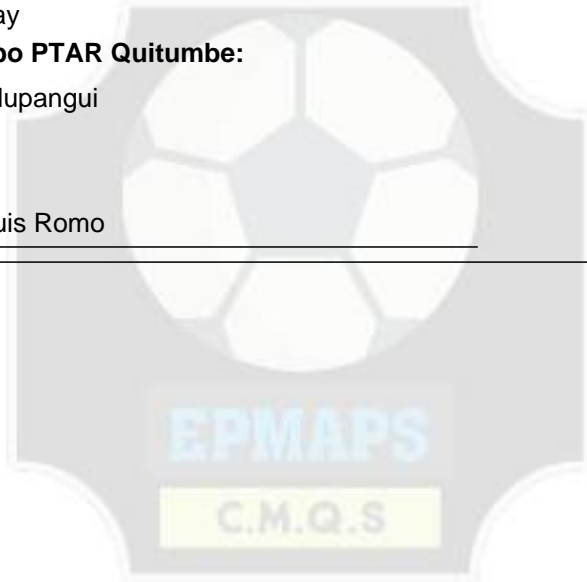 ay
po PTAR Quitumbe:
lupangui
uis Romo
EPMAPS
C.M.Q.S